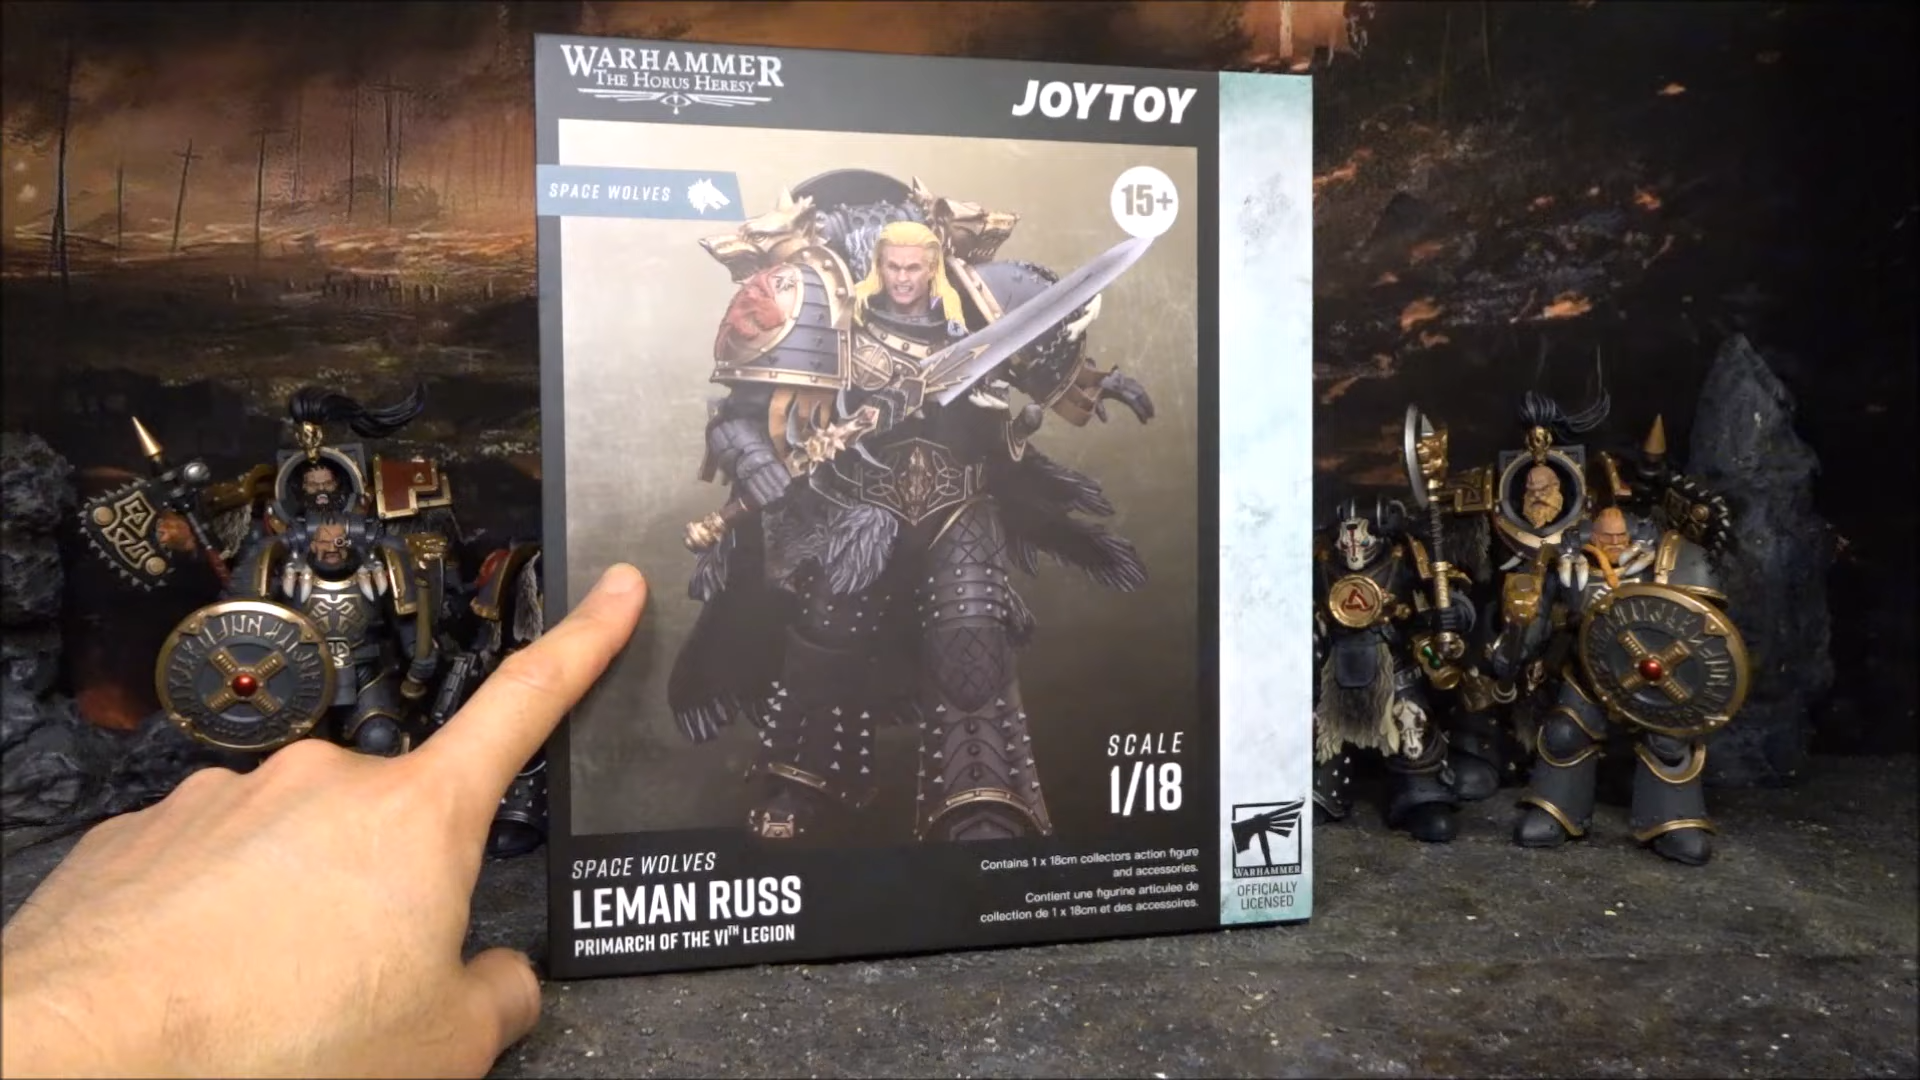 WARHAMMER
THE HORUS HERESY
JOYTOY
SPACE WOLVES
15+
SCALE
1/18
SPACE WOLVES
LEMAN RUSS
PRIMARCH OF THE VITH LEGION
Contains 1 x 18cm collectors action figure
and accessories.
Contient une figurine articulee de
collection de 1 x 18cm et des accessoires.
WARHAMMER
OFFICIALLY
LICENSED